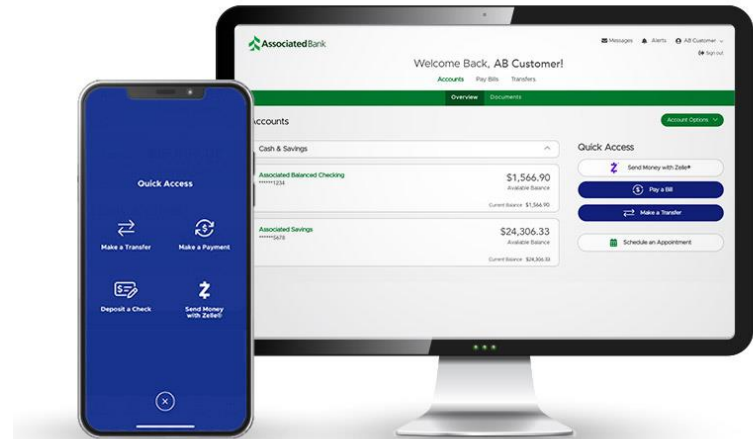 AssociatedBank
Messages
Alerts
AB Customer
Sign out
Welcome Back, AB Customer!
Accounts
Pay Bills
Transfers
Overview
Documents
ccounts
Account Options
Cash & Savings
Associated Balanced Checking
******1234
$1,566.90
Available Balance
Current Balance $1,566.90
Associated Savings
******5678
$24,306.33
Available Balance
Current Balance $24,306.33
Quick Access
Send Money with Zelle®
Pay a Bill
Make a Transfer
Schedule an Appointment
Quick Access
Make a Transfer
Make a Payment
Deposit a Check
Send Money
with Zelle®